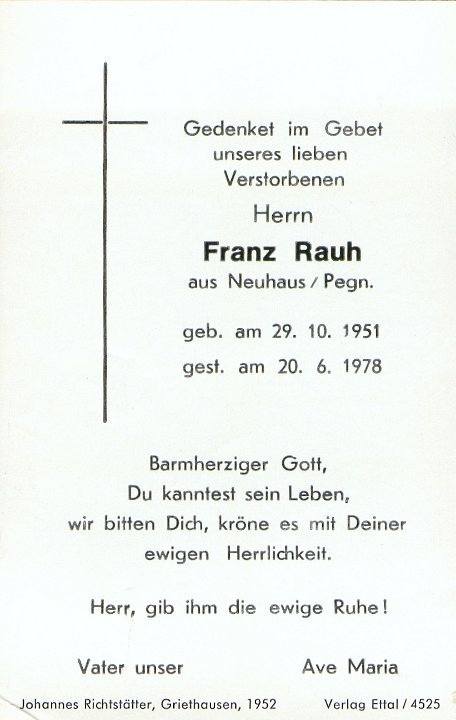 Gedenket im Gebet
unseres lieben
Verstorbenen
Herrn
Franz Rauh
aus Neuhaus / Pegn.
geb. am 29. 10. 1951
gest. am 20. 6. 1978
Barmherziger Gott,
Du kanntest sein Leben,
wir bitten Dich, kröne es mit Deiner
ewigen Herrlichkeit.
Herr, gib ihm die ewige Ruhe!
Vater unser Ave Maria
Johannes Richtstätter, Griethausen, 1952 Verlag Ettal / 4525